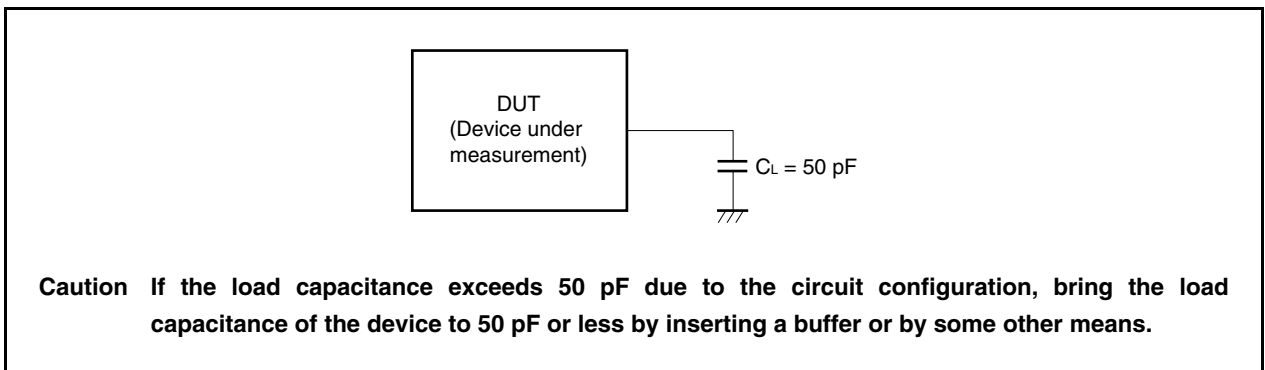 DUT
(Device under
measurement)
CL = 50 pF
Caution If the load capacitance exceeds 50 pF due to the circuit configuration, bring the load
capacitance of the device to 50 pF or less by inserting a buffer or by some other means.